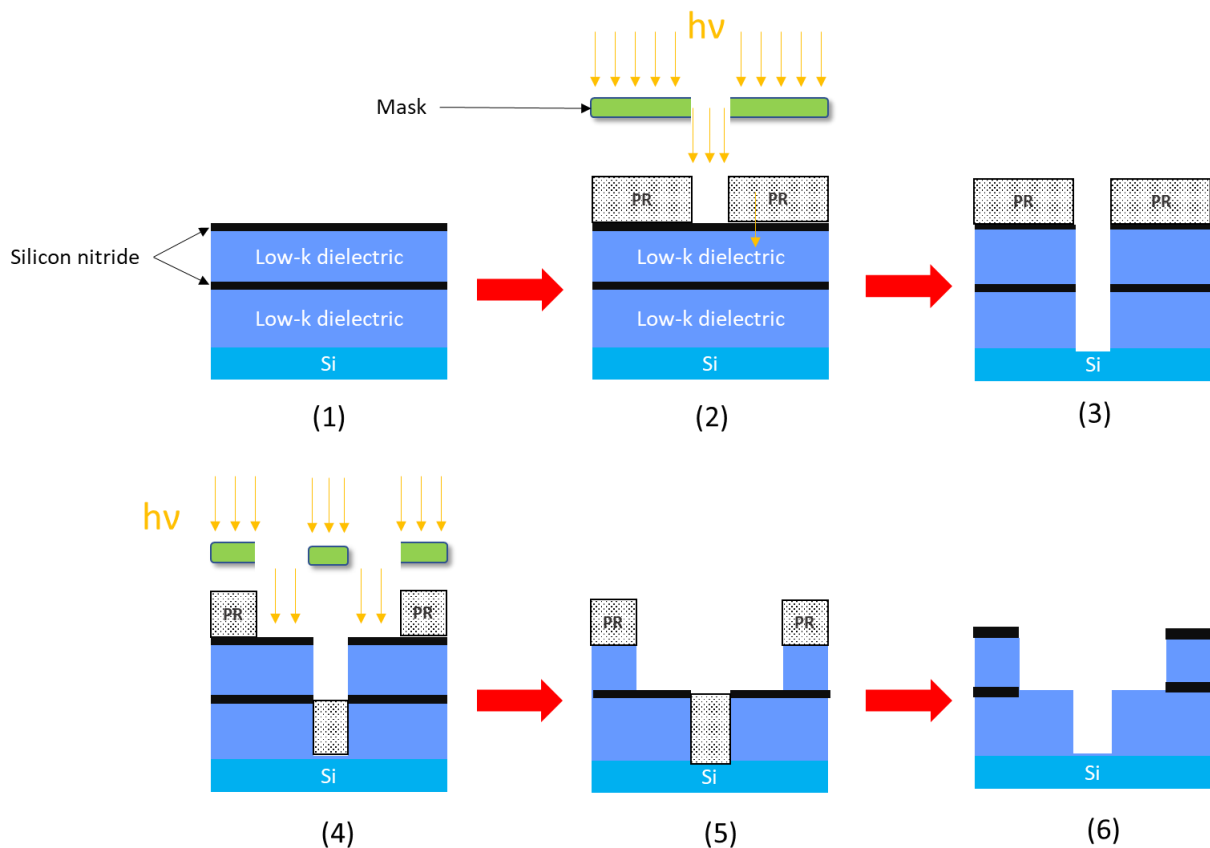 hν
Mask
PR PR
Silicon nitride
Low-k dielectric
Low-k dielectric
Si
(1)
Low-k dielectric
Low-k dielectric
Si
(2)
PR PR
Si
(3)
hν
PR PR
Si
(4)
PR PR
Si
(5)
Si
(6)